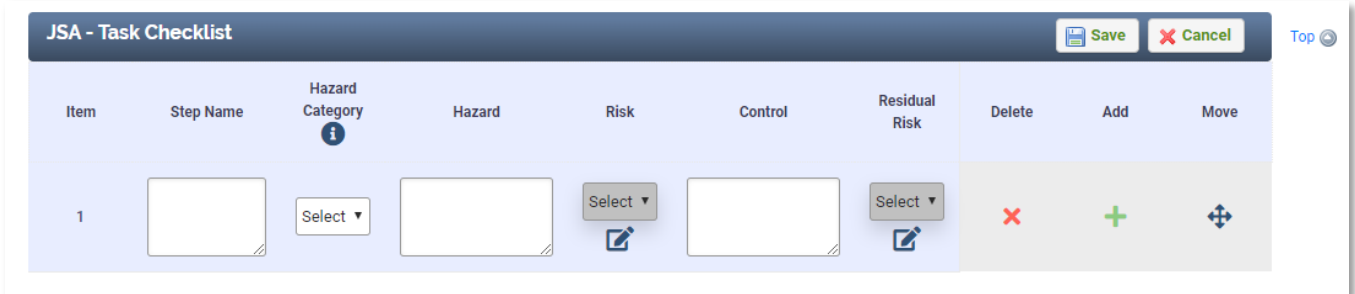 JSA - Task Checklist
Save
Cancel
Top
Item
Step Name
Hazard
Category
Hazard
Risk
Control
Residual
Risk
Delete
Add
Move
1
Select
Select
Select